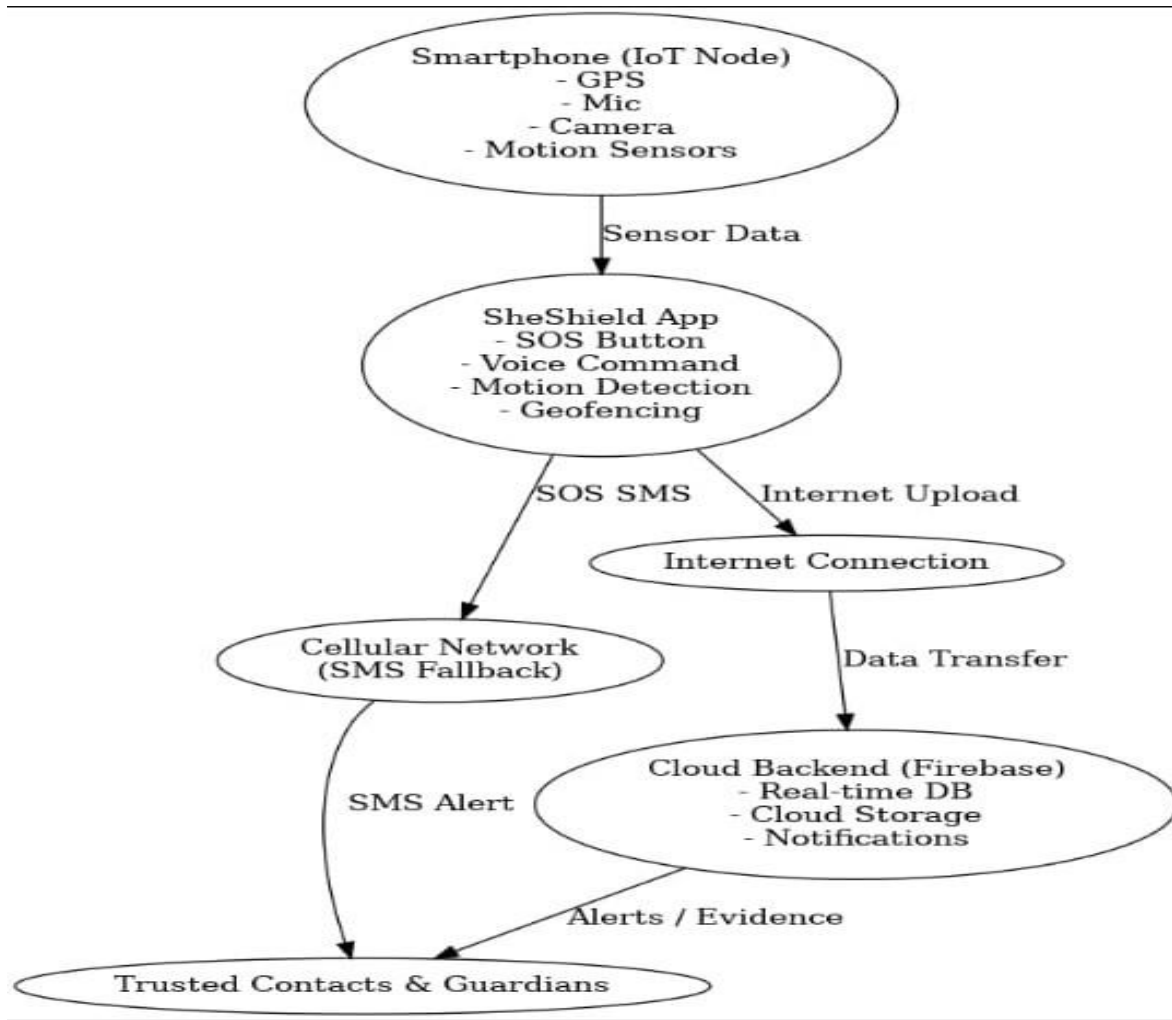 Smartphone (IoT Node)
- GPS
- Mic
- Camera
- Motion Sensors
Sensor Data
SheShield App
- SOS Button
- Voice Command
- Motion Detection
- Geofencing
SOS SMS
Internet Upload
Internet Connection
Cellular Network
(SMS Fallback)
Data Transfer
Cloud Backend (Firebase)
- Real-time DB
- Cloud Storage
- Notifications
SMS Alert
Alerts / Evidence
Trusted Contacts & Guardians